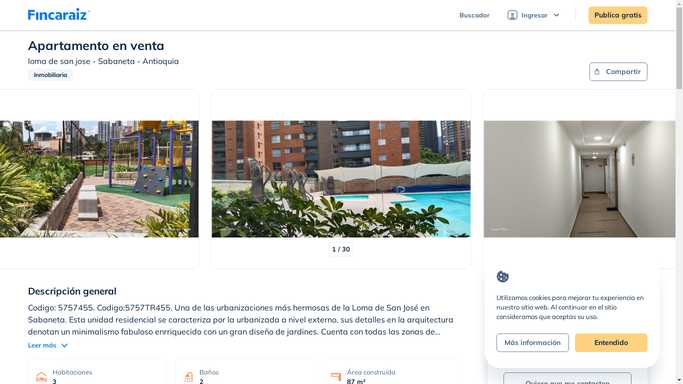 Fincaraiz
Buscador
Ingresar
Publica gratis
Apartamento en venta
loma de san jose - Sabaneta - Antioquia
Inmobiliaria
Compartir
1 / 30
Descripción general
Codigo: 5757455. Codigo:5757TR455. Una de las urbanizaciones más hermosas de la Loma de San José en
Sabaneta. Esta unidad residencial se caracteriza por la urbanizada a nivel exterior, sus detalles en la arquitectura
denotan un minimalismo fabuloso enrriquecido con un gran diseño de jardines. Cuenta con todas las zonas de...
Leer más
Habitaciones
3
Baños
2
Área construida
87 m²
Utilizamos cookies para mejorar tu experiencia en
nuestro sitio web. Al continuar en el sitio
consideramos que aceptas su uso.
Más información
Entendido
Quiero que me contacten